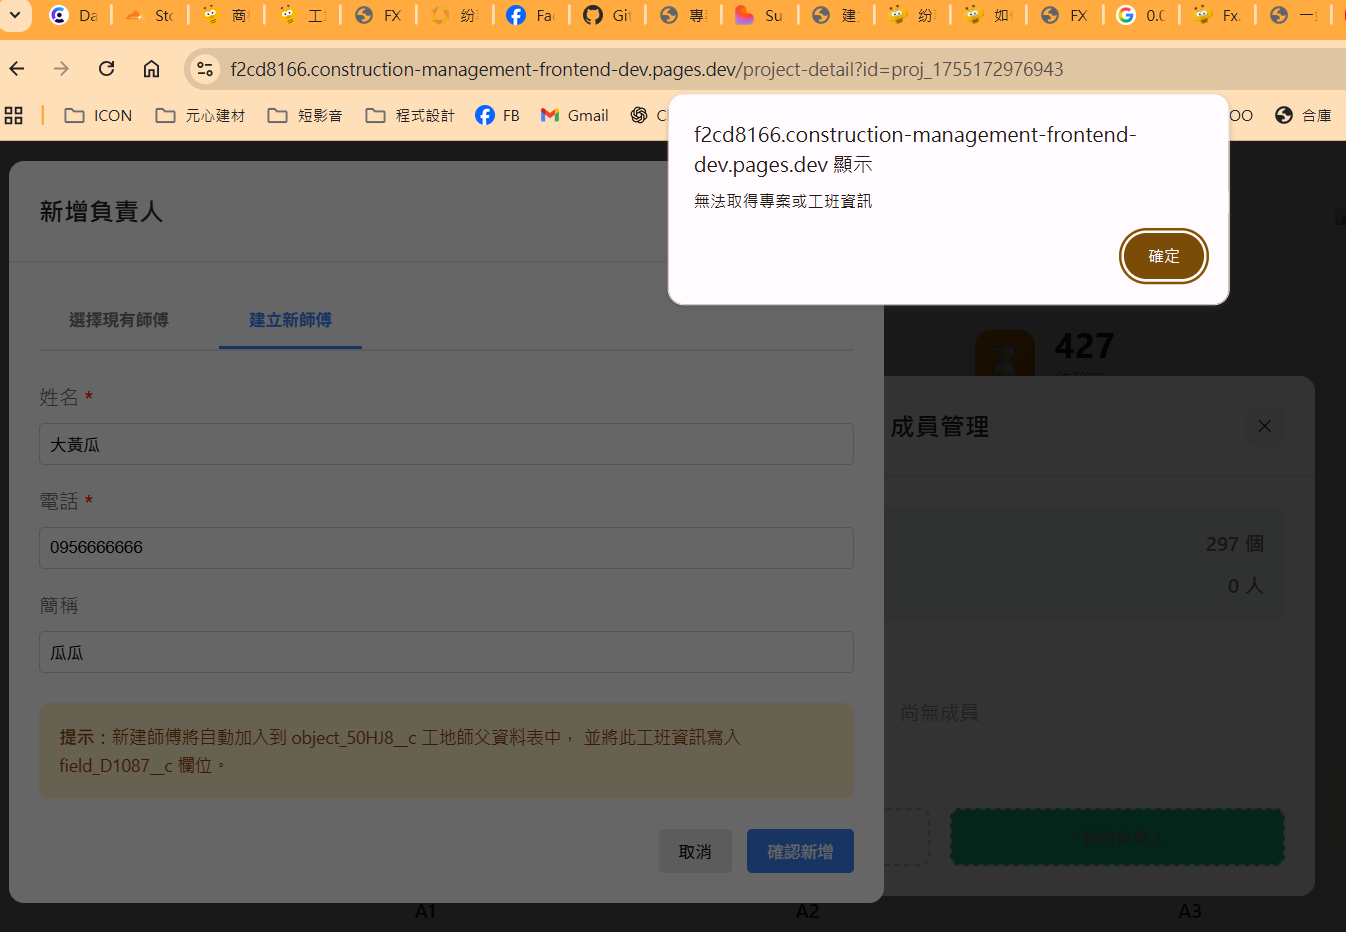 Da
Sto
商
工
FX
紛
Fac
Git
專
Su
建
紛
如
FX
0.0
Fx.
一
f2cd8166.construction-management-frontend-dev.pages.dev/project-detail?id=proj_1755172976943
ICON
元心建材
短影音
程式設計
FB
Gmail
C
OO
合庫
f2cd8166.construction-management-frontend-
dev.pages.dev 顯示
無法取得專案或工班資訊
確定
新增負責人
選擇現有師傅
建立新師傅
427
姓名 *
大黃瓜
成員管理
電話 *
0956666666
297 個
0 人
簡稱
瓜瓜
尚無成員
提示：新建師傅將自動加入到 object_50HJ8__c 工地師父資料表中， 並將此工班資訊寫入
field_D1087__c 欄位。
取消
確認新增
A1
A2
A3